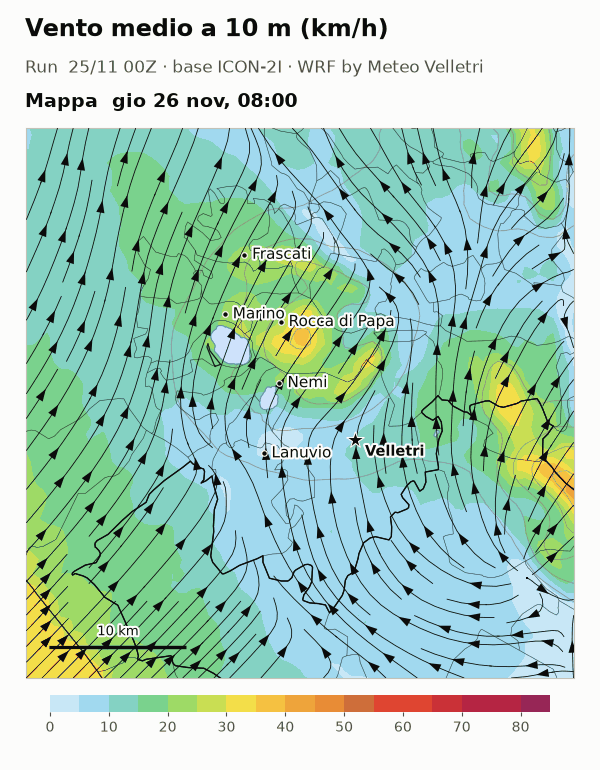 Vento medio a 10 m (km/h)
Run  25/11 00Z · base ICON-2I · WRF by Meteo Velletri
Mappa  gio 26 nov, 08:00
Frascati
Marino
Rocca di Papa
Nemi
Velletri
Lanuvio
10 km
0 10 20 30 40 50 60 70 80